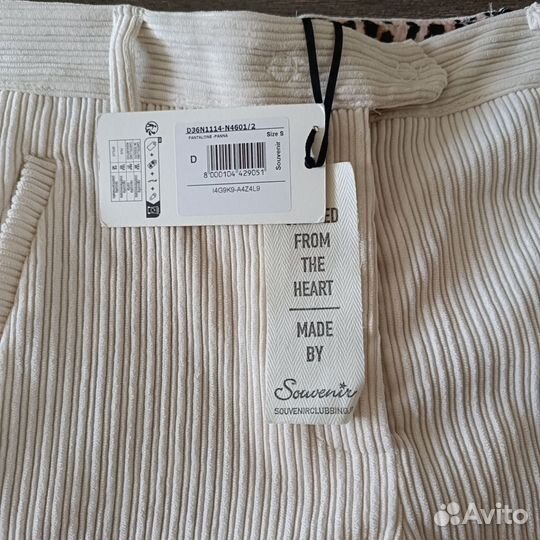 D36N1114-N4601/2
PANTALONE -PANNA
Size S
D
Souvenir
8 000104 429051
I4G9K9-A4Z4L9
FROM
THE
HEART
MADE
BY
Souvenir
SOUVENIRCLUBBING.
Avito